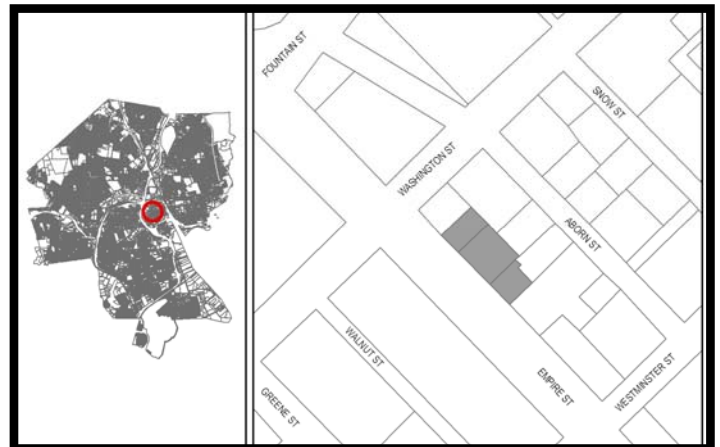 FOUNTAIN ST
SNOW ST
WASHINGTON ST
ABORN ST
WALNUT ST
EMPIRE ST
WESTMINSTER ST
GREENE ST